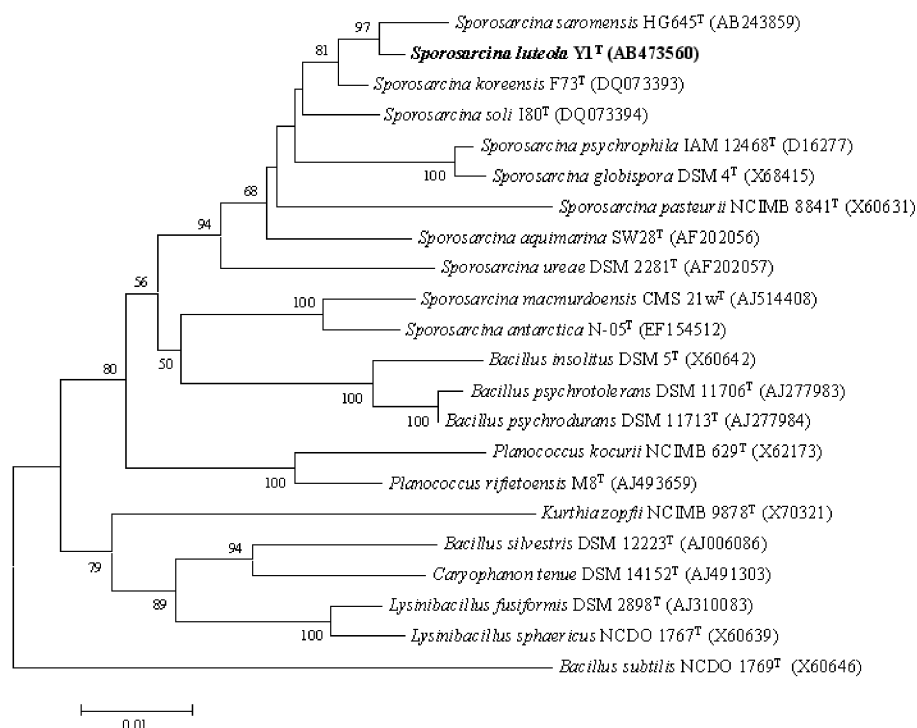 Sporosarcina saromensis HG645ᵀ (AB243859)
97
Sporosarcina luteola Y1ᵀ (AB473560)
81
Sporosarcina koreensis F73ᵀ (DQ073393)
Sporosarcina soli I80ᵀ (DQ073394)
Sporosarcina psychrophila IAM 12468ᵀ (D16277)
100
Sporosarcina globispora DSM 4ᵀ (X68415)
68
Sporosarcina pasteurii NCIMB 8841ᵀ (X60631)
94
Sporosarcina aquimarina SW28ᵀ (AF202056)
Sporosarcina ureae DSM 2281ᵀ (AF202057)
56
100
Sporosarcina macmurdoensis CMS 21wᵀ (AJ514408)
Sporosarcina antarctica N-05ᵀ (EF154512)
50
Bacillus insolitus DSM 5ᵀ (X60642)
80
100
Bacillus psychrotolerans DSM 11706ᵀ (AJ277983)
100
Bacillus psychrodurans DSM 11713ᵀ (AJ277984)
Planococcus kocurii NCIMB 629ᵀ (X62173)
100
Planococcus rifietoensis M8ᵀ (AJ493659)
Kurthiazopfii NCIMB 9878ᵀ (X70321)
79
94
Bacillus silvestris DSM 12223ᵀ (AJ006086)
Caryophanon tenue DSM 14152ᵀ (AJ491303)
89
Lysinibacillus fusiformis DSM 2898ᵀ (AJ310083)
100
Lysinibacillus sphaericus NCDO 1767ᵀ (X60639)
Bacillus subtilis NCDO 1769ᵀ (X60646)
0.01